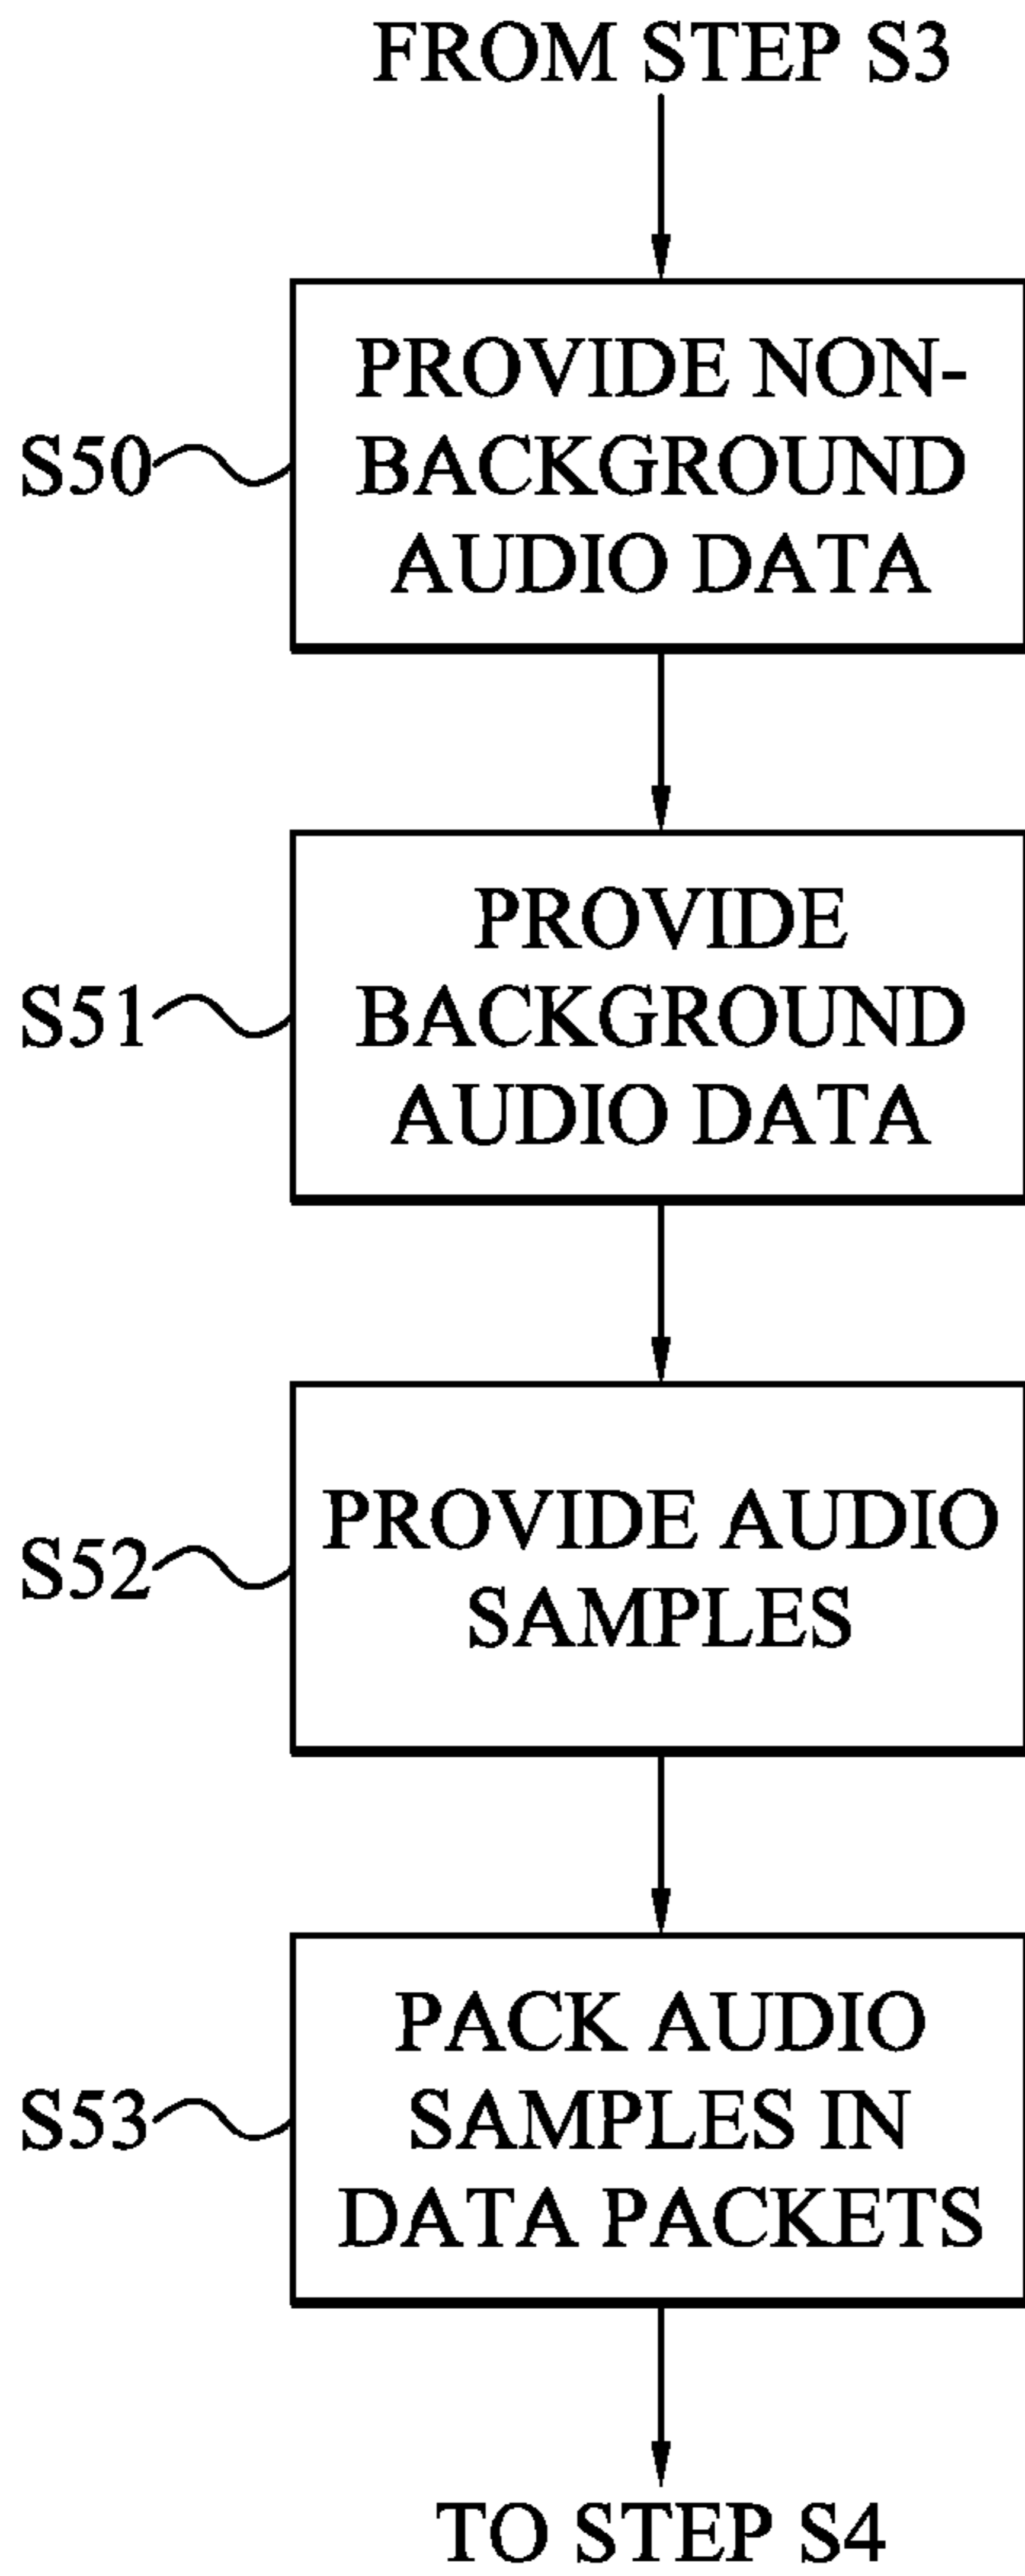 FROM STEP S3
PROVIDE NON-
S50
BACKGROUND
AUDIO DATA
PROVIDE
S51
BACKGROUND
AUDIO DATA
PROVIDE AUDIO
S52
SAMPLES
PACK AUDIO
S53
SAMPLES IN
DATA PACKETS
TO STEP S4